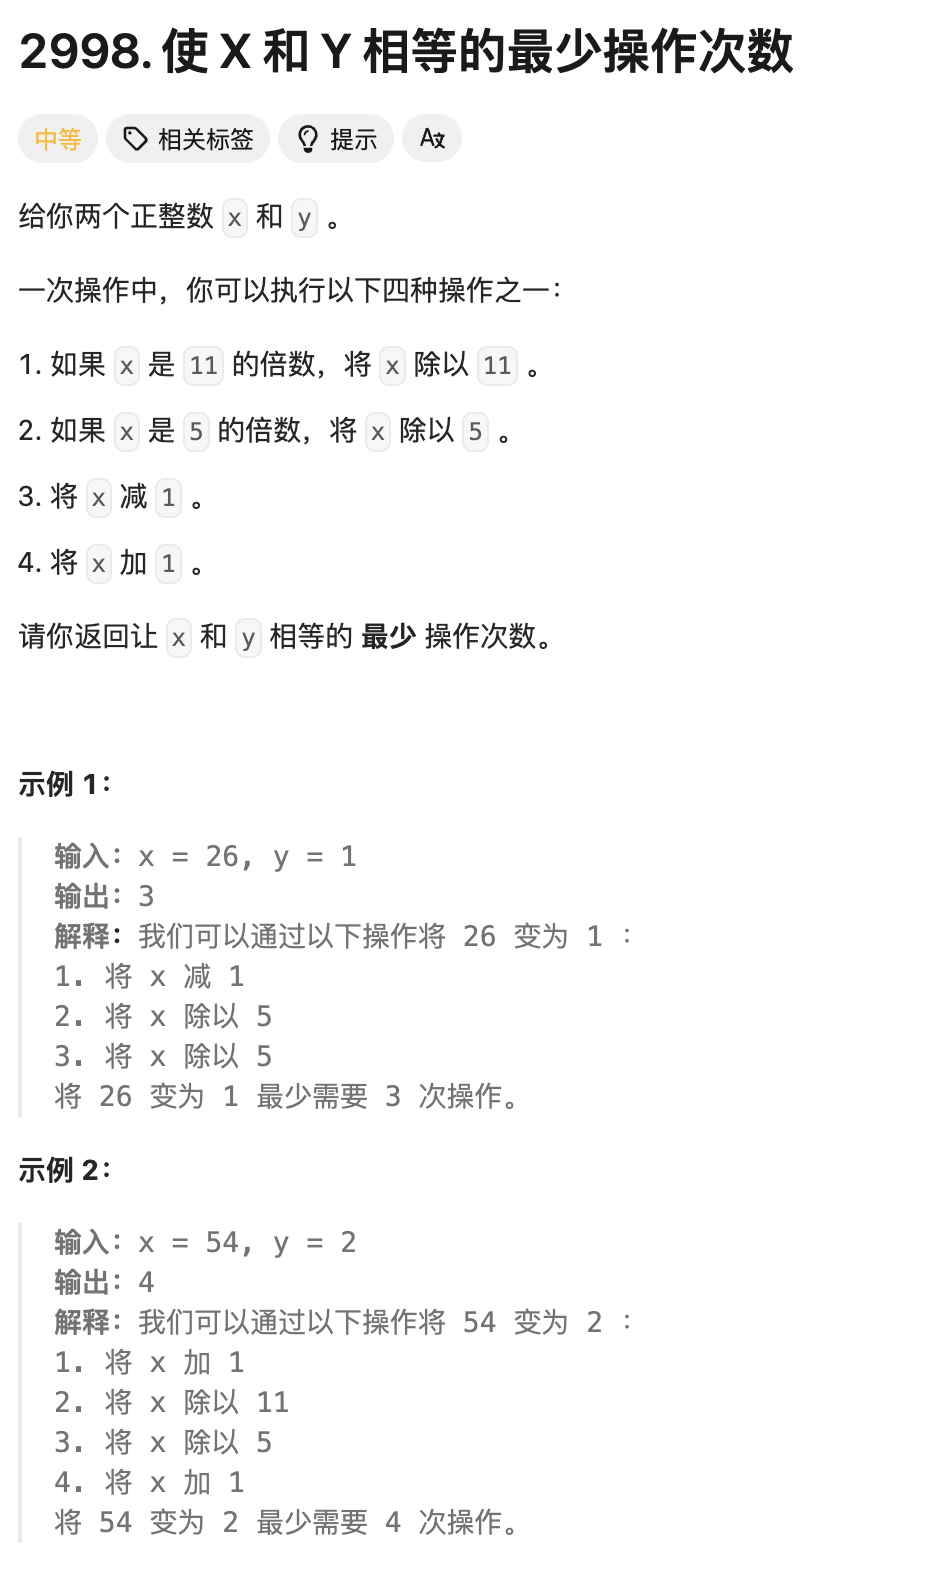 2998. 使 X 和 Y 相等的最少操作次数
中等 相关标签 提示
给你两个正整数 x 和 y 。
一次操作中，你可以执行以下四种操作之一：
1. 如果 x 是 11 的倍数，将 x 除以 11 。
2. 如果 x 是 5 的倍数，将 x 除以 5 。
3. 将 x 减 1 。
4. 将 x 加 1 。
请你返回让 x 和 y 相等的 最少 操作次数。
示例 1：
输入：x = 26, y = 1
输出：3
解释：我们可以通过以下操作将 26 变为 1 ：
1. 将 x 减 1
2. 将 x 除以 5
3. 将 x 除以 5
将 26 变为 1 最少需要 3 次操作。
示例 2：
输入：x = 54, y = 2
输出：4
解释：我们可以通过以下操作将 54 变为 2 ：
1. 将 x 加 1
2. 将 x 除以 11
3. 将 x 除以 5
4. 将 x 加 1
将 54 变为 2 最少需要 4 次操作。